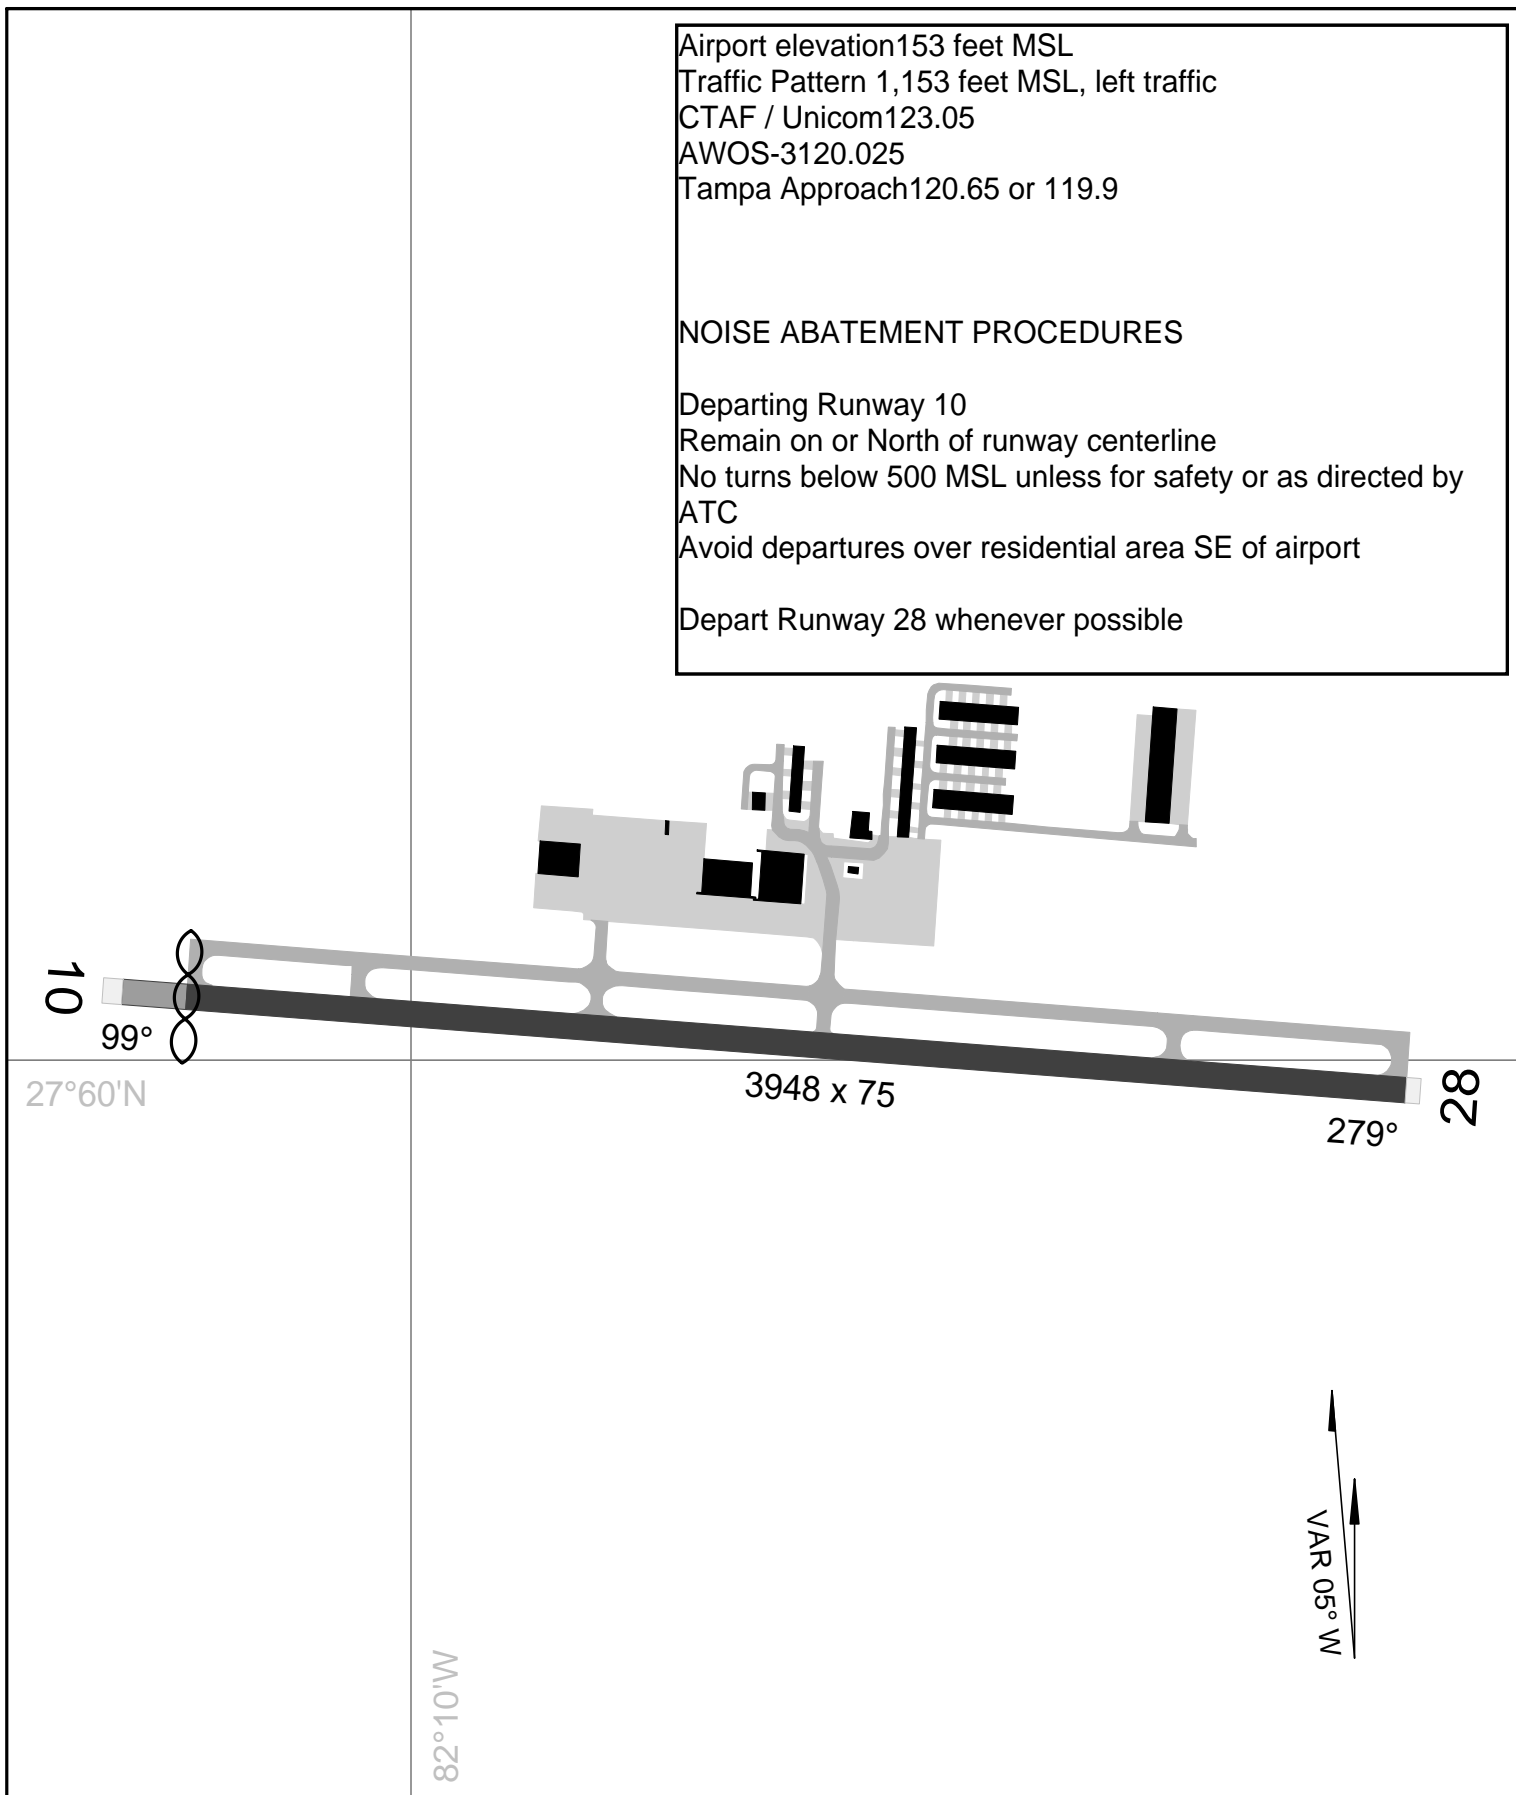 Airport elevation153 feet MSL
Traffic Pattern 1,153 feet MSL, left traffic
CTAF / Unicom123.05
AWOS-3120.025
Tampa Approach120.65 or 119.9
NOISE ABATEMENT PROCEDURES
Departing Runway 10
Remain on or North of runway centerline
No turns below 500 MSL unless for safety or as directed by
ATC
Avoid departures over residential area SE of airport
Depart Runway 28 whenever possible
10
99°
27°60'N
3948 x 75
28
279°
VAR 05° W
82°10'W